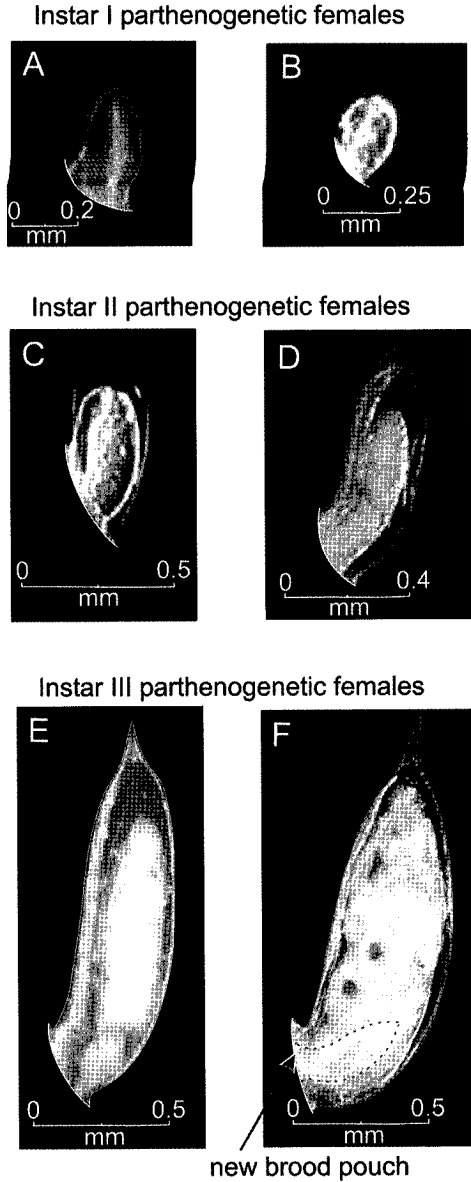 Instar I parthenogenetic females
A
B
0 0.2
mm
0 0.25
mm
Instar II parthenogenetic females
C
D
0 0.5
mm
0 0.4
mm
Instar III parthenogenetic females
E
F
0 0.5
mm
0 0.5
mm
new brood pouch